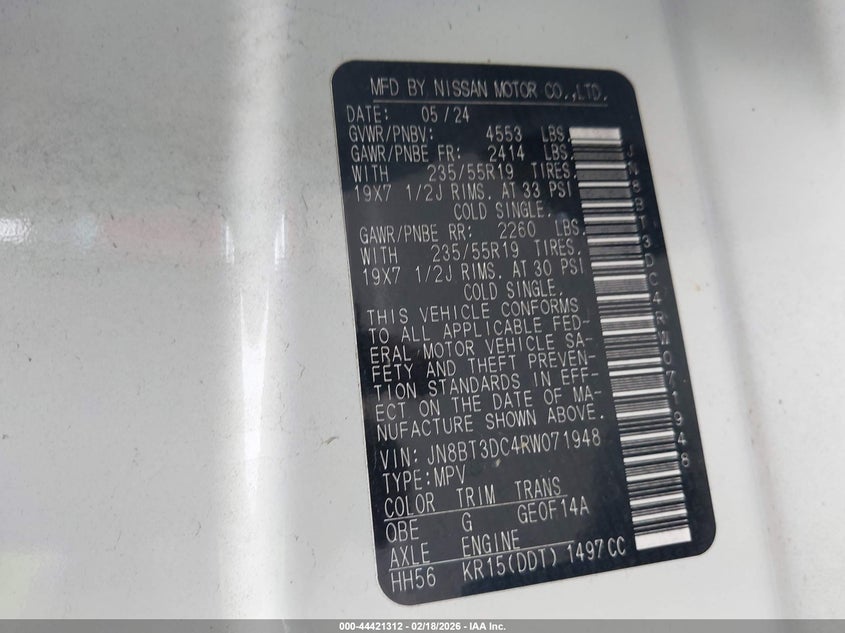 MFD BY NISSAN MOTOR CO.,LTD.
DATE: 05/24
GVWR/PNBV: 4553 LBS.
GAWR/PNBE FR: 2414 LBS.
WITH 235/55R19 TIRES.
19X7 1/2J RIMS. AT 33 PSI
COLD SINGLE.
GAWR/PNBE RR: 2260 LBS.
WITH 235/55R19 TIRES.
19X7 1/2J RIMS. AT 30 PSI
COLD SINGLE.
THIS VEHICLE CONFORMS
TO ALL APPLICABLE FED-
ERAL MOTOR VEHICLE SA-
FETY AND THEFT PREVEN-
TION STANDARDS IN EFF-
ECT ON THE DATE OF MA-
NUFACTURE SHOWN ABOVE.
VIN: JN8BT3DC4RW071948
TYPE:MPV
COLOR TRIM TRANS
QBE G GE0F14A
AXLE ENGINE
HH56 KR15(DDT) 1497CC
JN8BT3DC4RW071948
000-44421312 - 02/18/2026 - IAA Inc.